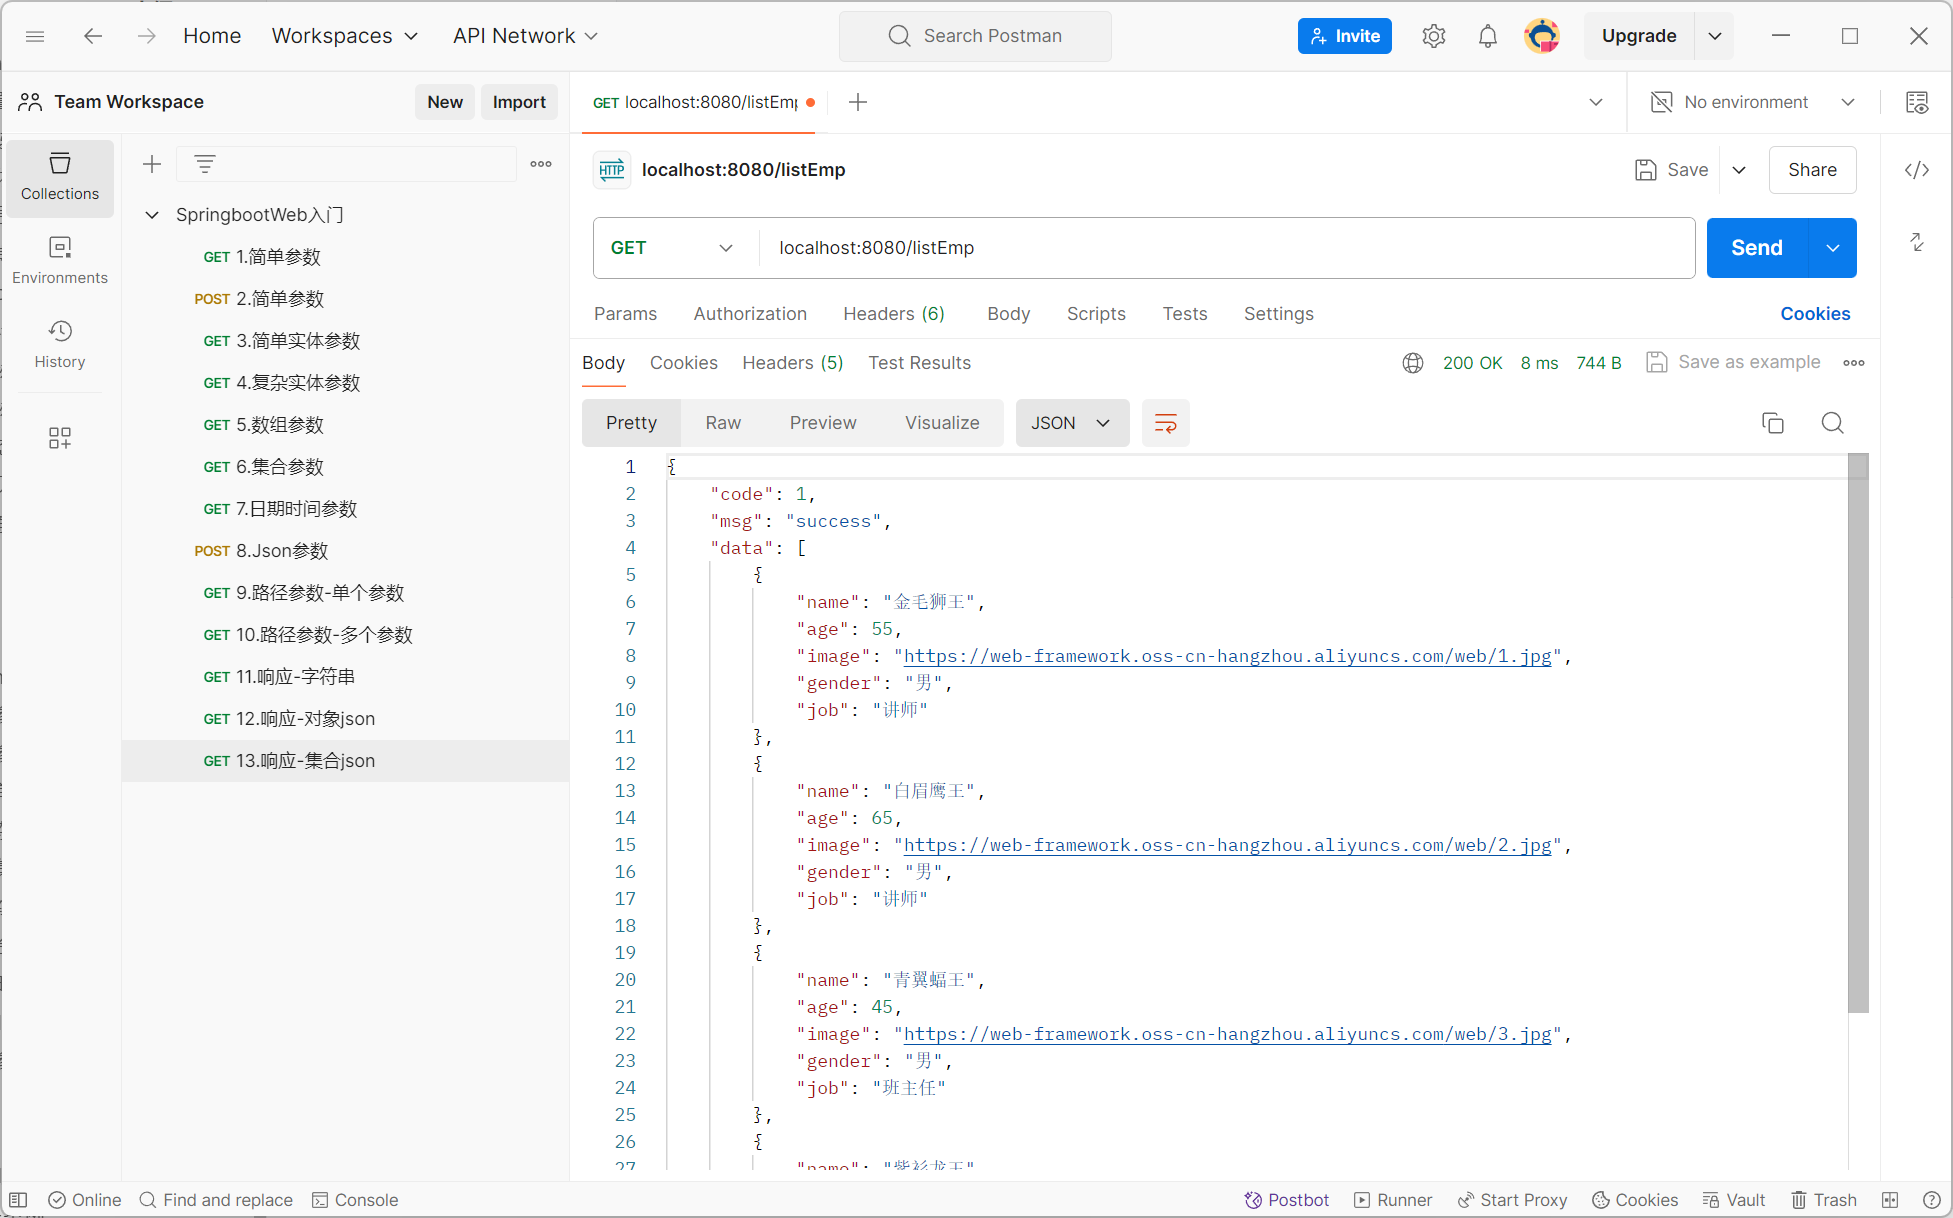 Home Workspaces API Network Search Postman Invite Upgrade
Team Workspace New Import GET localhost:8080/listEmp No environment
Collections
Environments
History
SpringbootWeb入门
GET 1.简单参数
POST 2.简单参数
GET 3.简单实体参数
GET 4.复杂实体参数
GET 5.数组参数
GET 6.集合参数
GET 7.日期时间参数
POST 8.Json参数
GET 9.路径参数-单个参数
GET 10.路径参数-多个参数
GET 11.响应-字符串
GET 12.响应-对象json
GET 13.响应-集合json
HTTP localhost:8080/listEmp Save Share
GET localhost:8080/listEmp Send
Params Authorization Headers (6) Body Scripts Tests Settings Cookies
Body Cookies Headers (5) Test Results 200 OK 8 ms 744 B Save as example
Pretty Raw Preview Visualize JSON
1 {
2 "code": 1,
3 "msg": "success",
4 "data": [
5 {
6 "name": "金毛狮王",
7 "age": 55,
8 "image": "https://web-framework.oss-cn-hangzhou.aliyuncs.com/web/1.jpg",
9 "gender": "男",
10 "job": "讲师"
11 },
12 {
13 "name": "白眉鹰王",
14 "age": 65,
15 "image": "https://web-framework.oss-cn-hangzhou.aliyuncs.com/web/2.jpg",
16 "gender": "男",
17 "job": "讲师"
18 },
19 {
20 "name": "青翼蝠王",
21 "age": 45,
22 "image": "https://web-framework.oss-cn-hangzhou.aliyuncs.com/web/3.jpg",
23 "gender": "男",
24 "job": "班主任"
25 },
26 {
27 "name": "紫衫龙王"
Online Find and replace Console Postbot Runner Start Proxy Cookies Vault Trash